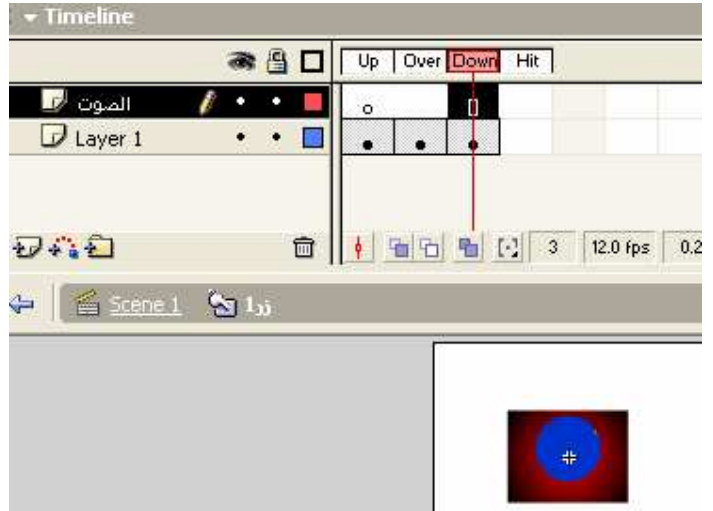 Timeline
Up Over Down Hit
الصوت
Layer 1
3 12.0 fps 0.2
Scene 1 زر1